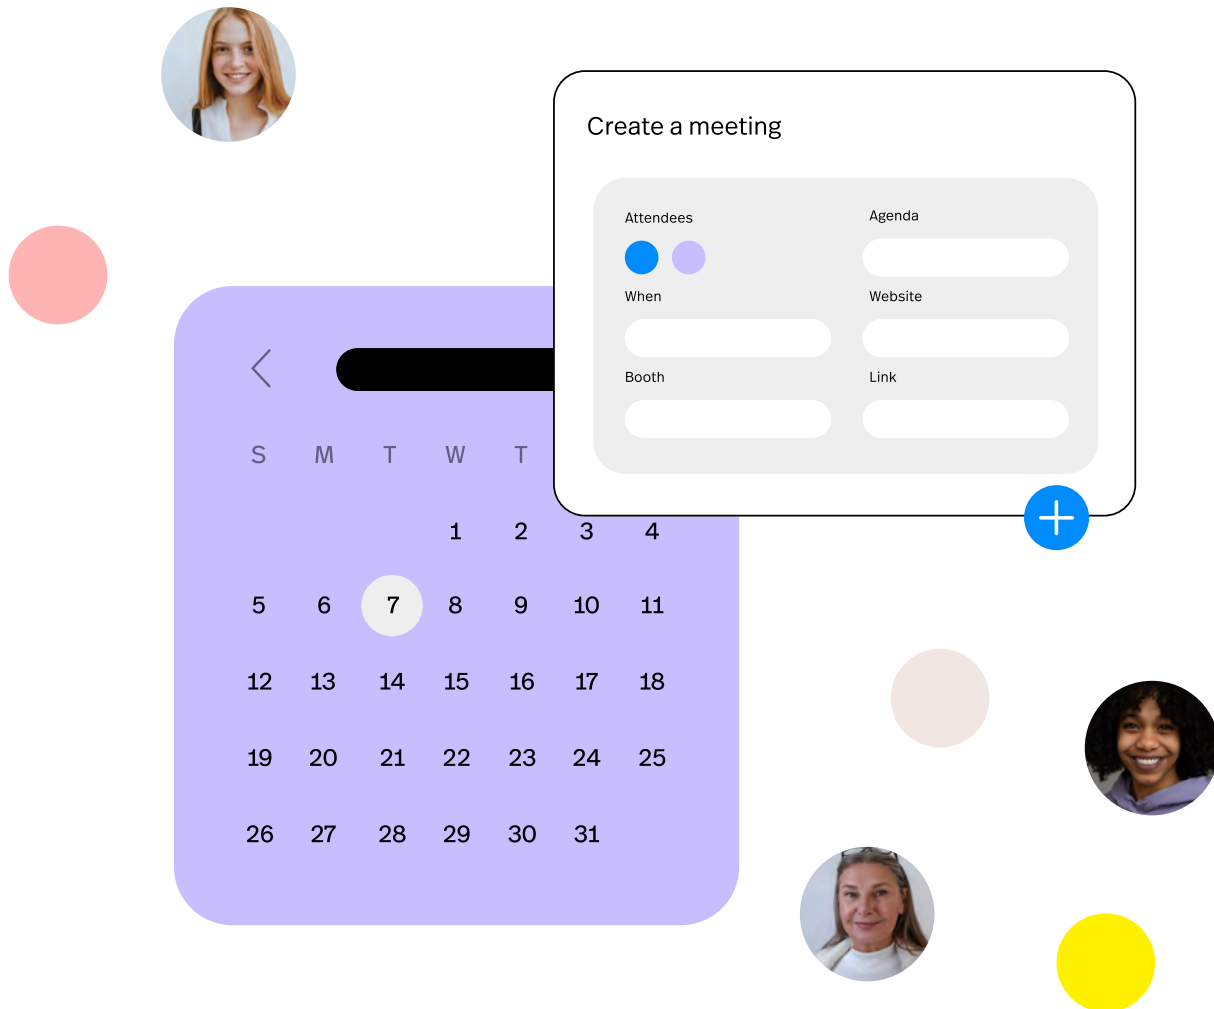 Create a meeting
Attendees
Agenda
When
Website
Booth
Link
S M T W T
1 2 3 4
5 6 7 8 9 10 11
12 13 14 15 16 17 18
19 20 21 22 23 24 25
26 27 28 29 30 31